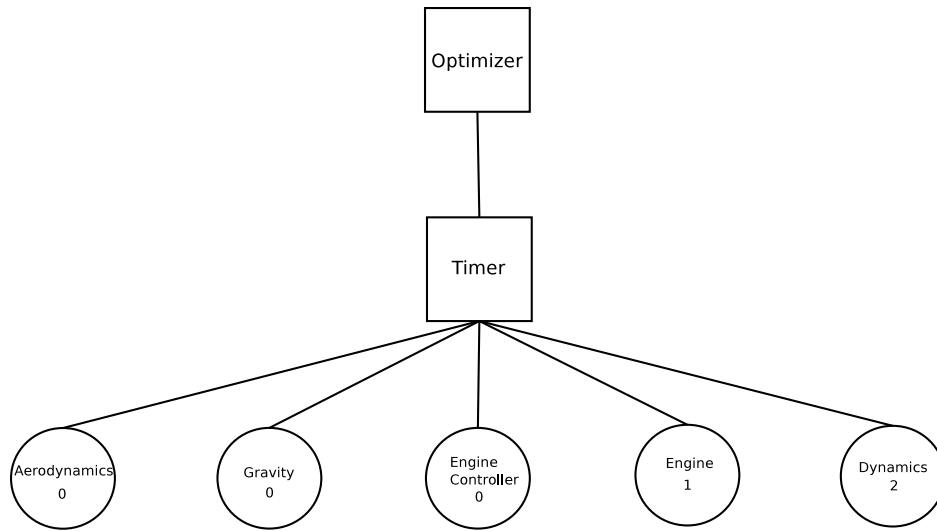 Optimizer
Timer
Aerodynamics
0
Gravity
0
Engine
Controller
0
Engine
1
Dynamics
2